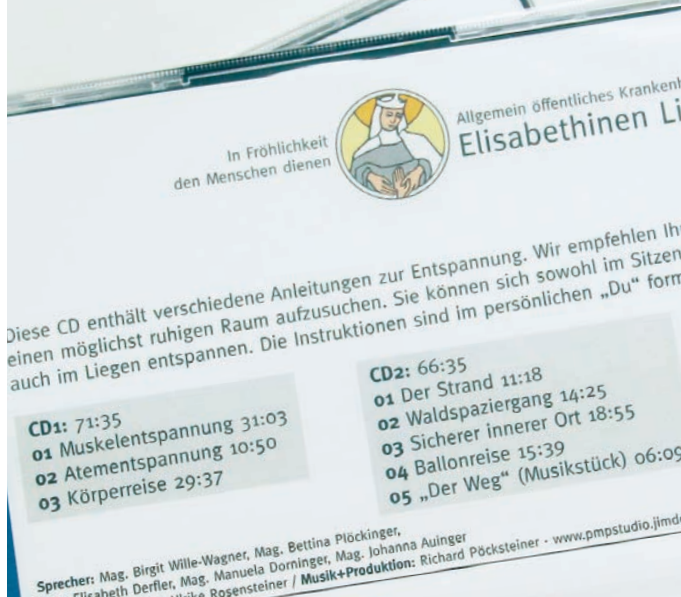 In Fröhlichkeit
den Menschen dienen
Allgemein öffentliches
Elisabethinen
Diese CD enthält verschiedene Anleitungen zur Entspannung. Wir empfehlen
einen möglichst ruhigen Raum aufzusuchen. Sie können sich sowohl im Sitzen
auch im Liegen entspannen. Die Instruktionen sind im persönlichen „Du“
CD1: 71:35
01 Muskelentspannung 31:03
02 Atementspannung 10:50
03 Körperreise 29:37
CD2: 66:35
01 Der Strand 11:18
02 Waldspaziergang 14:25
03 Sicherer innerer Ort 18:55
04 Ballonreise 15:39
05 „Der Weg“ (Musikstück) 06:09
Sprecher: Mag. Birgit Wille-Wagner, Mag. Bettina Plöckinger,
Elisabeth Derfler, Mag. Manuela Dorninger, Mag. Johanna Auinger
Rosensteiner / Musik+Produktion: Richard Pöcksteiner · www.pmpstudio.jimd